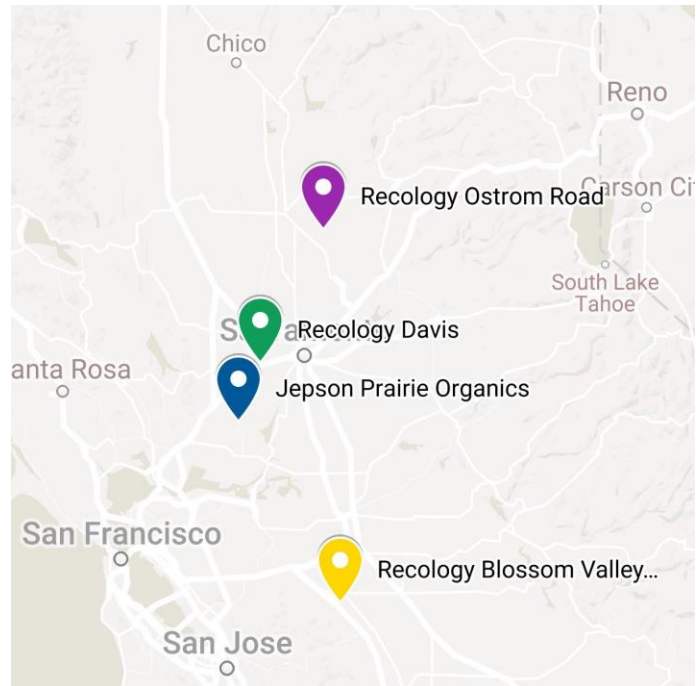 Chico
Reno
Recology Ostrom Road
Carson Cit
South Lake
Tahoe
Recology Davis
anta Rosa
Jepson Prairie Organics
San Francisco
Recology Blossom Valley...
San Jose